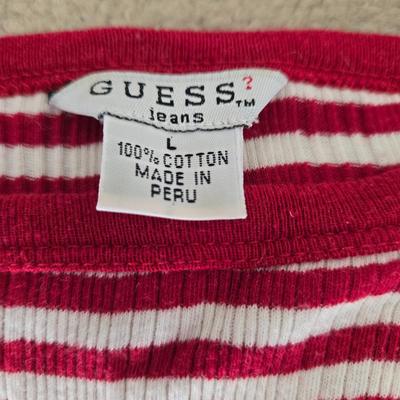 GUESS?™
jeans
L
100% COTTON
MADE IN
PERU